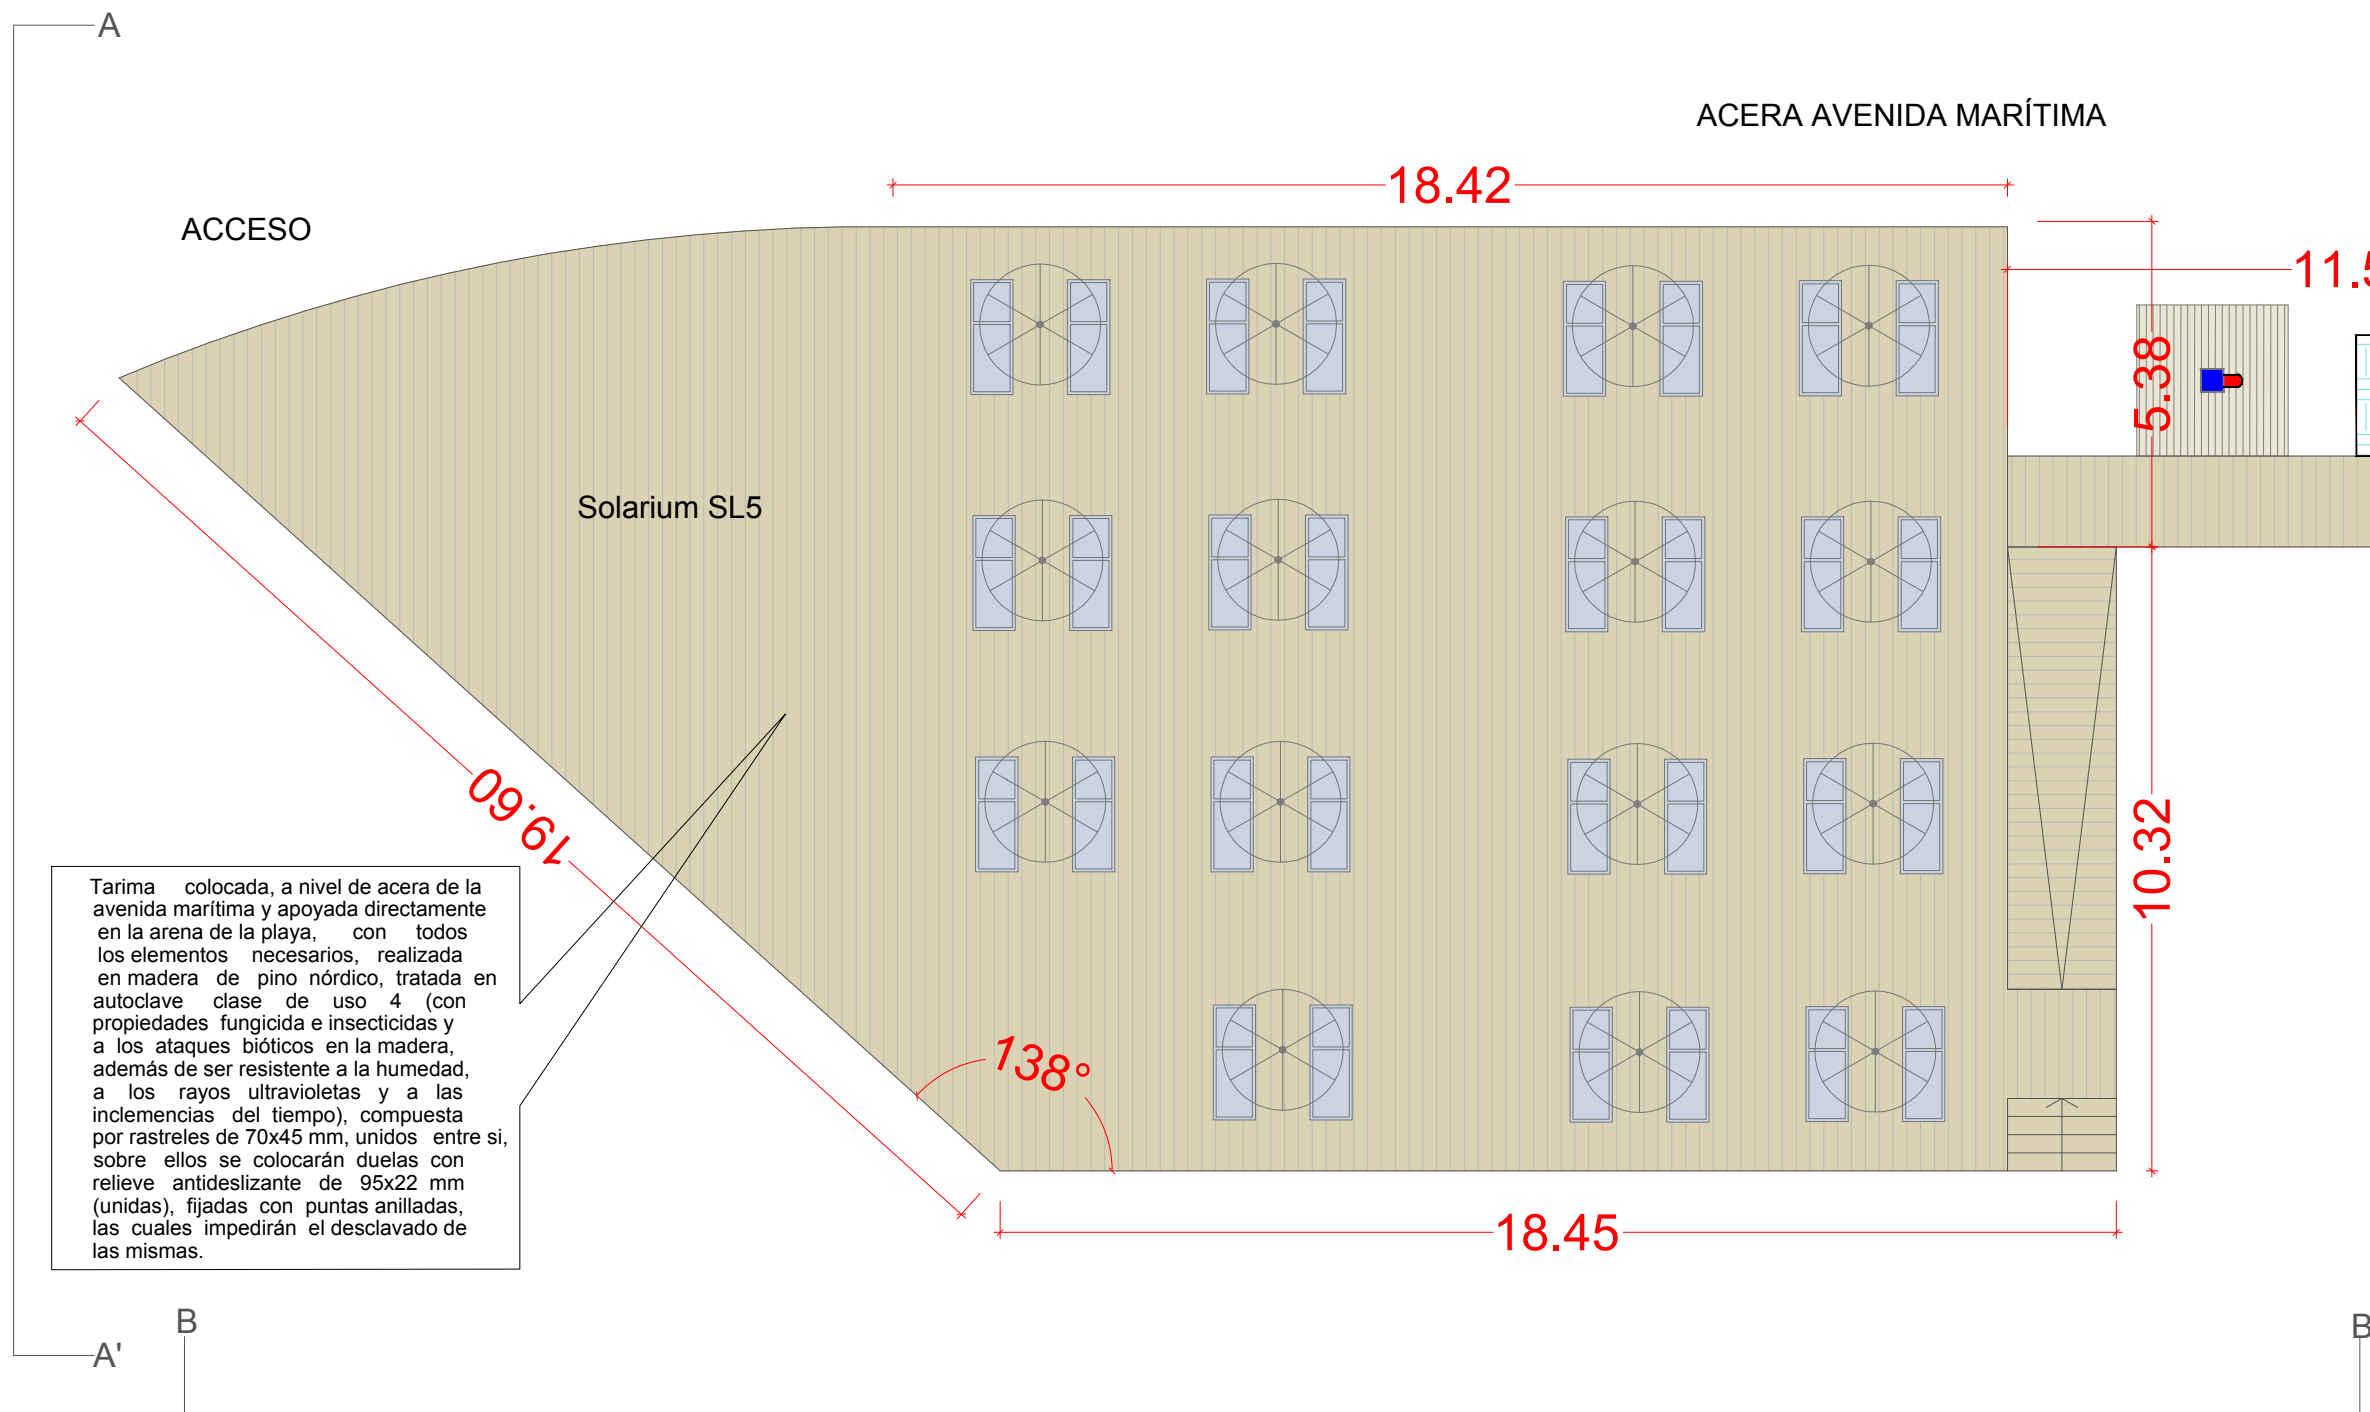 A
ACERA AVENIDA MARÍTIMA
18.42
ACCESO
11.5
5.38
Solarium SL5
19.60
10.32
Tarima colocada, a nivel de acera de la
avenida marítima y apoyada directamente
en la arena de la playa, con todos
los elementos necesarios, realizada
en madera de pino nórdico, tratada en
autoclave clase de uso 4 (con
propiedades fungicida e insecticidas y
a los ataques bióticos en la madera,
además de ser resistente a la humedad,
a los rayos ultravioletas y a las
inclemencias del tiempo), compuesta
por rastreles de 70x45 mm, unidos entre si,
sobre ellos se colocarán duelas con
relieve antideslizante de 95x22 mm
(unidas), fijadas con puntas anilladas,
las cuales impedirán el desclavado de
las mismas.
138°
18.45
B
B
A'